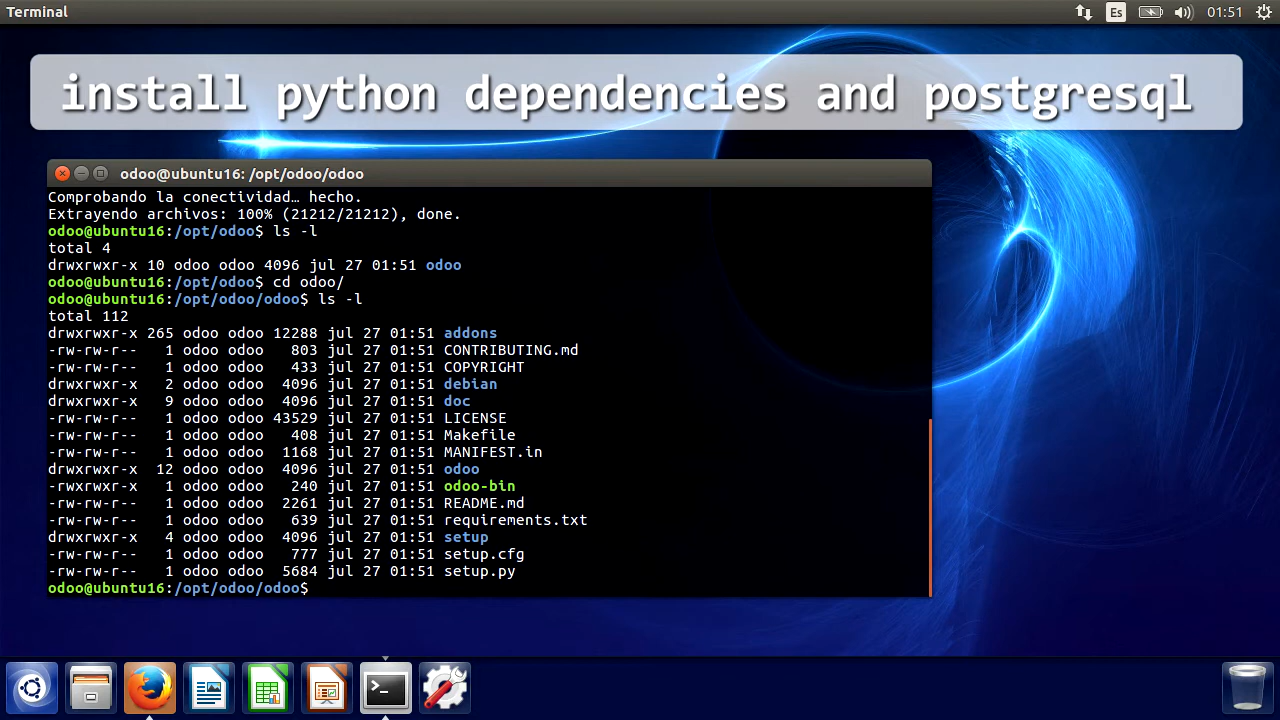 Terminal
Es
01:51
install python dependencies and postgresql
odoo@ubuntu16: /opt/odoo/odoo
Comprobando la conectividad… hecho.
Extrayendo archivos: 100% (21212/21212), done.
odoo@ubuntu16:/opt/odoo$ ls -l
total 4
drwxrwxr-x 10 odoo odoo 4096 jul 27 01:51 odoo
odoo@ubuntu16:/opt/odoo$ cd odoo/
odoo@ubuntu16:/opt/odoo/odoo$ ls -l
total 112
drwxrwxr-x 265 odoo odoo 12288 jul 27 01:51 addons
-rw-rw-r-- 1 odoo odoo 803 jul 27 01:51 CONTRIBUTING.md
-rw-rw-r-- 1 odoo odoo 433 jul 27 01:51 COPYRIGHT
drwxrwxr-x 2 odoo odoo 4096 jul 27 01:51 debian
drwxrwxr-x 9 odoo odoo 4096 jul 27 01:51 doc
-rw-rw-r-- 1 odoo odoo 43529 jul 27 01:51 LICENSE
-rw-rw-r-- 1 odoo odoo 408 jul 27 01:51 Makefile
-rw-rw-r-- 1 odoo odoo 1168 jul 27 01:51 MANIFEST.in
drwxrwxr-x 12 odoo odoo 4096 jul 27 01:51 odoo
-rwxrwxr-x 1 odoo odoo 240 jul 27 01:51 odoo-bin
-rw-rw-r-- 1 odoo odoo 2261 jul 27 01:51 README.md
-rw-rw-r-- 1 odoo odoo 639 jul 27 01:51 requirements.txt
drwxrwxr-x 4 odoo odoo 4096 jul 27 01:51 setup
-rw-rw-r-- 1 odoo odoo 777 jul 27 01:51 setup.cfg
-rw-rw-r-- 1 odoo odoo 5684 jul 27 01:51 setup.py
odoo@ubuntu16:/opt/odoo/odoo$